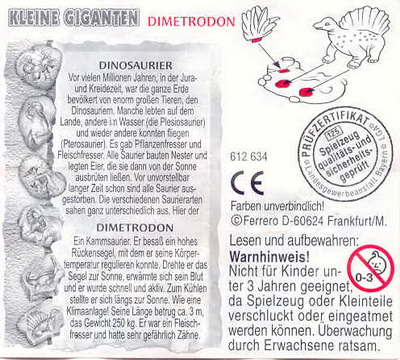 KLEINE GIGANTEN DIMETRODON
DINOSAURIER
Vor vielen Millionen Jahren, in der Jura-
und Kreidezeit, war die ganze Erde
bevölkert von enorm großen Tieren, den
Dinosauriern. Manche lebten auf dem
Lande, andere im Wasser (die Plesiosaurier)
und wieder andere konnten fliegen
(Pterosaurier). Es gab Pflanzenfresser und
Fleischfresser. Alle Saurier bauten Nester und
legten Eier, die sie dann von der Sonne
ausbrüten ließen. Vor unvorstellbar
langer Zeit schon sind alle Saurier aus-
gestorben. Die verschiedenen Saurierarten
sahen ganz unterschiedlich aus. Hier der
DIMETRODON
Ein Kammsaurier. Er besaß ein hohes
Rückensegel, mit dem er seine Körper-
temperatur regulieren konnte. Drehte er das
Segel zur Sonne, erwärmte sich sein Blut
und er wurde schnell und aktiv. Zum Kühlen
stellte er sich längs zur Sonne. Wie eine
Klimaanlage! Seine Länge betrug ca. 3 m,
das Gewicht 250 kg. Er war ein Fleisch-
fresser und hatte sehr gefährlich Zähne.
PRÜFZERTIFIKAT
LGA
125
Spielzeug
qualitäts- und
sicherheits-
geprüft
Landesgewerbeanstalt Bayern
612 634
CE
Farben unverbindlich!
©Ferrero D-60624 Frankfurt/M.
Lesen und aufbewahren:
Warnhinweis!
Nicht für Kinder un-
ter 3 Jahren geeignet,
da Spielzeug oder Kleinteile
verschluckt oder eingeatmet
werden können. Überwachung
durch Erwachsene ratsam.
0-3